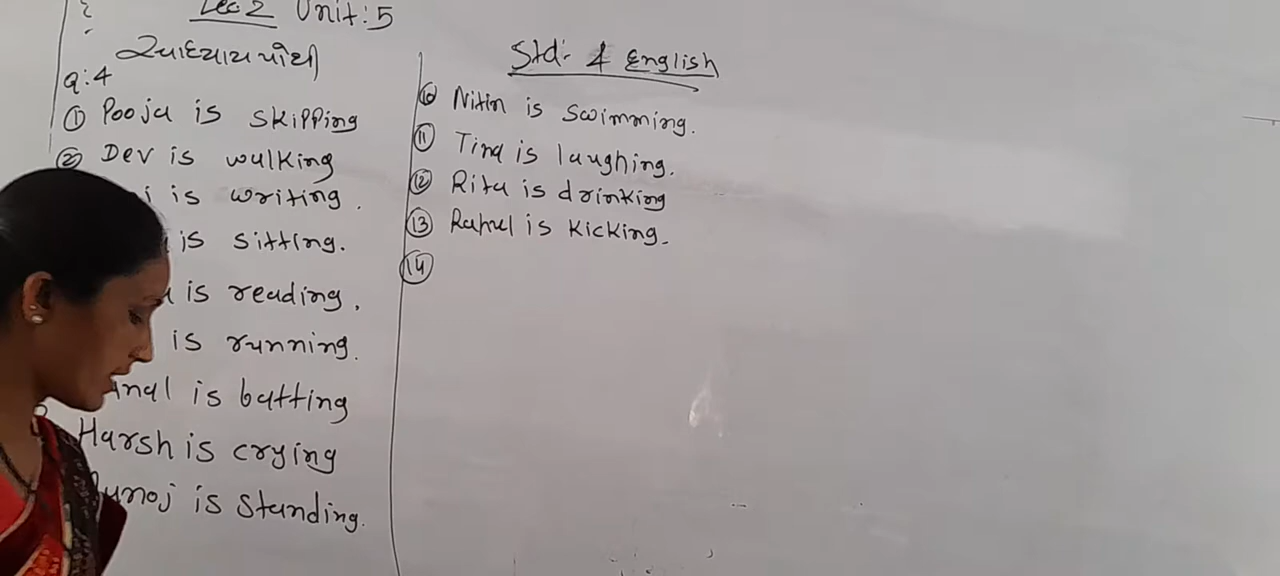 Lec 2 Unit:5
સ્વાધ્યાયપોથી
Q:4
① Pooja is skipping
② Dev is walking
is writing.
is sitting.
is reading.
is running.
is batting
Harsh is crying
is standing.
Std:- 4 English
⑩ Nitin is swimming.
⑪ Tina is laughing.
⑫ Rita is drinking
⑬ Rahul is kicking.
⑭